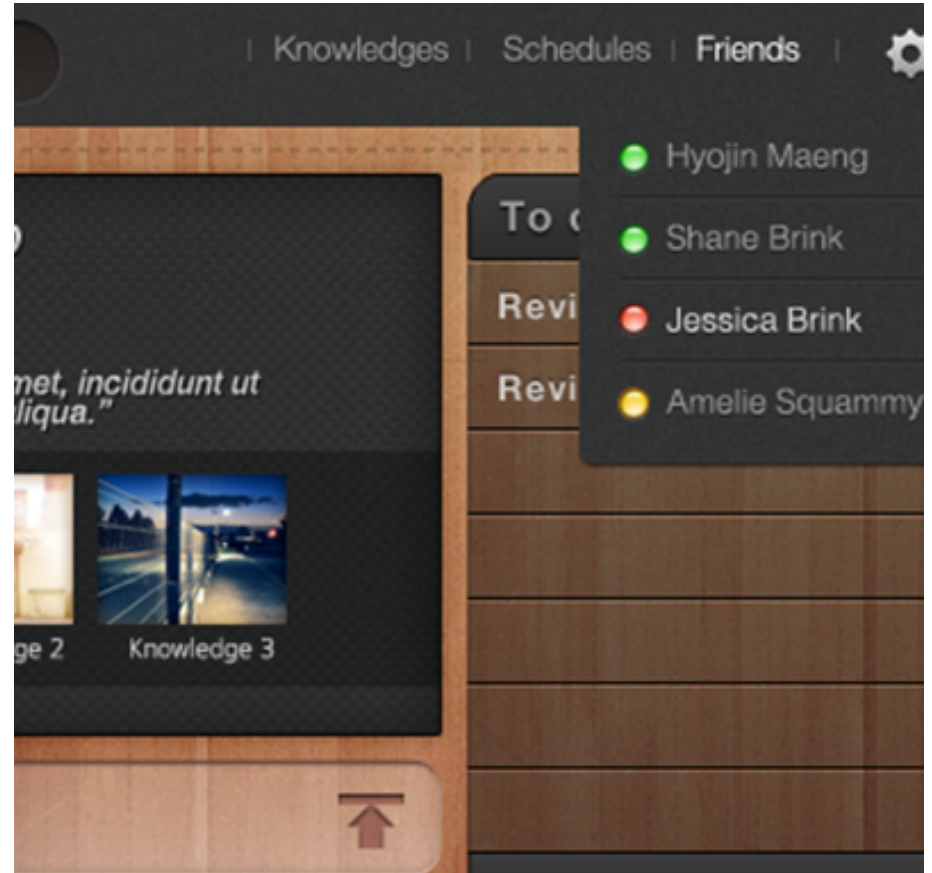 Knowledges
Schedules
Friends
Hyojin Maeng
Shane Brink
Jessica Brink
Amelie Squammy
To
Revi
Revi
met, incididunt ut
liqua.”
ge 2
Knowledge 3